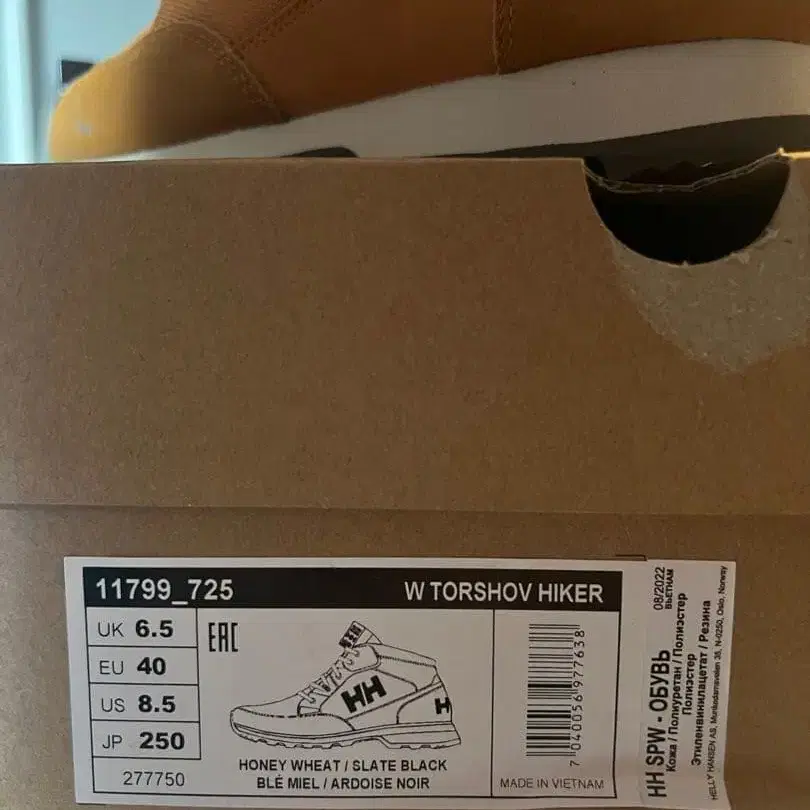 11799_725
W TORSHOV HIKER
UK 6.5
EU 40
US 8.5
JP 250
277750
EAC
HH
H
HONEY WHEAT / SLATE BLACK
BLÉ MIEL / ARDOISE NOIR
7 040056 977638
MADE IN VIETNAM
08/2022
ВЬЕТНАМ
HH SPW - ОБУВЬ
Кожа / Полиуретан / Полиэстер
Полиэстер
Этиленвинилацетат / Резина
HELLY HANSEN AS, Munkedamsveien 35, N-0250, Oslo, Norway